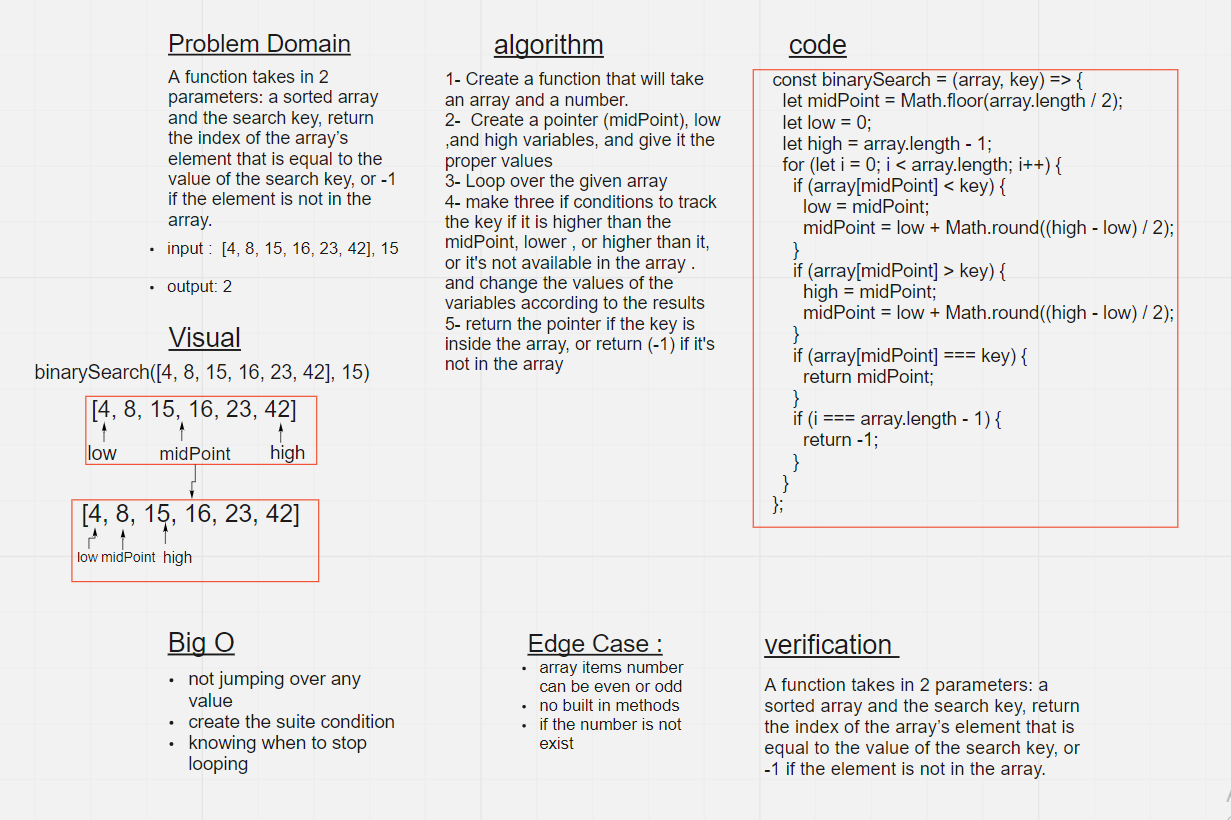 Problem Domain
A function takes in 2
parameters: a sorted array
and the search key, return
the index of the array’s
element that is equal to the
value of the search key, or -1
if the element is not in the
array.
• input : [4, 8, 15, 16, 23, 42], 15
• output: 2
Visual
binarySearch([4, 8, 15, 16, 23, 42], 15)
[4, 8, 15, 16, 23, 42]
low midPoint high
[4, 8, 15, 16, 23, 42]
low midPoint high
algorithm
1- Create a function that will take
an array and a number.
2- Create a pointer (midPoint), low
,and high variables, and give it the
proper values
3- Loop over the given array
4- make three if conditions to track
the key if it is higher than the
midPoint, lower , or higher than it,
or it's not available in the array .
and change the values of the
variables according to the results
5- return the pointer if the key is
inside the array, or return (-1) if it's
not in the array
code
const binarySearch = (array, key) => {
let midPoint = Math.floor(array.length / 2);
let low = 0;
let high = array.length - 1;
for (let i = 0; i < array.length; i++) {
if (array[midPoint] < key) {
low = midPoint;
midPoint = low + Math.round((high - low) / 2);
}
if (array[midPoint] > key) {
high = midPoint;
midPoint = low + Math.round((high - low) / 2);
}
if (array[midPoint] === key) {
return midPoint;
}
if (i === array.length - 1) {
return -1;
}
}
};
Big O
• not jumping over any
value
• create the suite condition
• knowing when to stop
looping
Edge Case :
• array items number
can be even or odd
• no built in methods
• if the number is not
exist
verification
A function takes in 2 parameters: a
sorted array and the search key, return
the index of the array’s element that is
equal to the value of the search key, or
-1 if the element is not in the array.